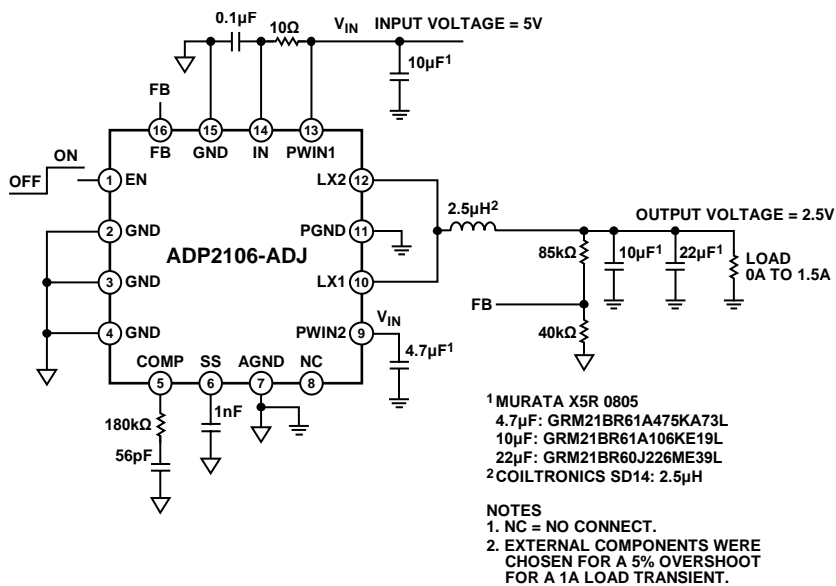 0.1µF
10Ω
VIN
INPUT VOLTAGE = 5V
10µF1
FB
16
15
14
13
FB
GND
IN
PWIN1
ON
OFF
1
EN
LX2
12
2
GND
PGND
11
ADP2106-ADJ
3
GND
LX1
10
4
GND
PWIN2
9
VIN
4.7µF1
COMP
SS
AGND
NC
5
6
7
8
180kΩ
56pF
1nF
2.5µH2
OUTPUT VOLTAGE = 2.5V
85kΩ
10µF1
22µF1
LOAD
0A TO 1.5A
FB
40kΩ
1 MURATA X5R 0805
4.7µF: GRM21BR61A475KA73L
10µF: GRM21BR61A106KE19L
22µF: GRM21BR60J226ME39L
2 COILTRONICS SD14: 2.5µH
NOTES
1. NC = NO CONNECT.
2. EXTERNAL COMPONENTS WERE
CHOSEN FOR A 5% OVERSHOOT
FOR A 1A LOAD TRANSIENT.